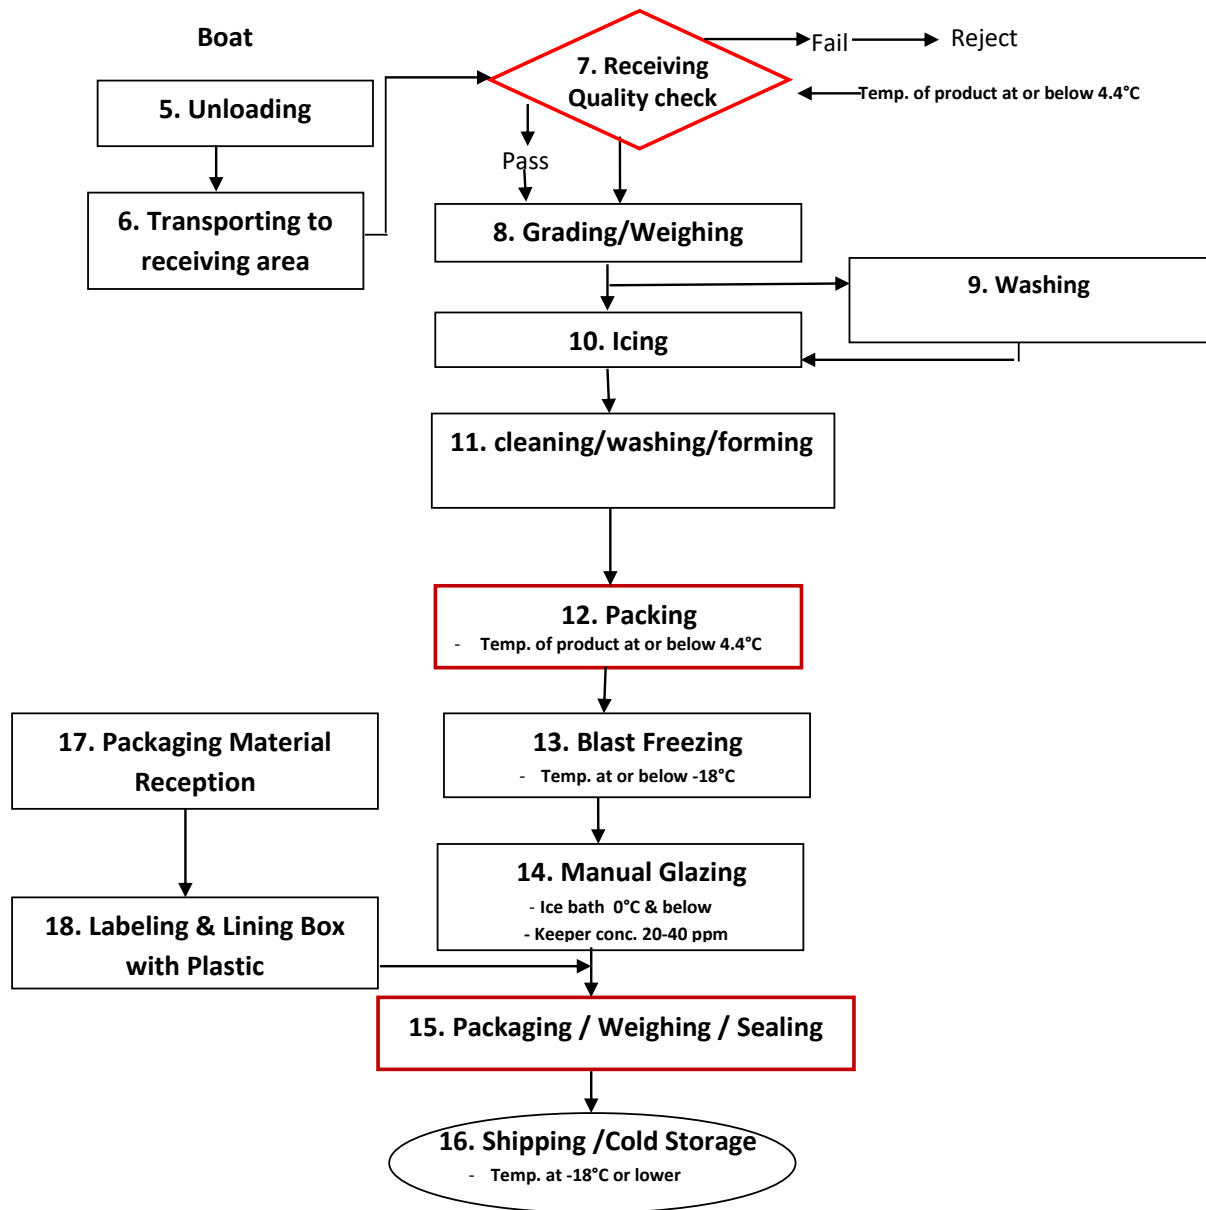 Boat
5. Unloading
6. Transporting to
receiving area
7. Receiving
Quality check
Fail
Reject
Temp. of product at or below 4.4°C
Pass
8. Grading/Weighing
9. Washing
10. Icing
11. cleaning/washing/forming
12. Packing
- Temp. of product at or below 4.4°C
13. Blast Freezing
- Temp. at or below -18°C
17. Packaging Material
Reception
14. Manual Glazing
- Ice bath 0°C & below
- Keeper conc. 20-40 ppm
18. Labeling & Lining Box
with Plastic
15. Packaging / Weighing / Sealing
16. Shipping /Cold Storage
- Temp. at -18°C or lower